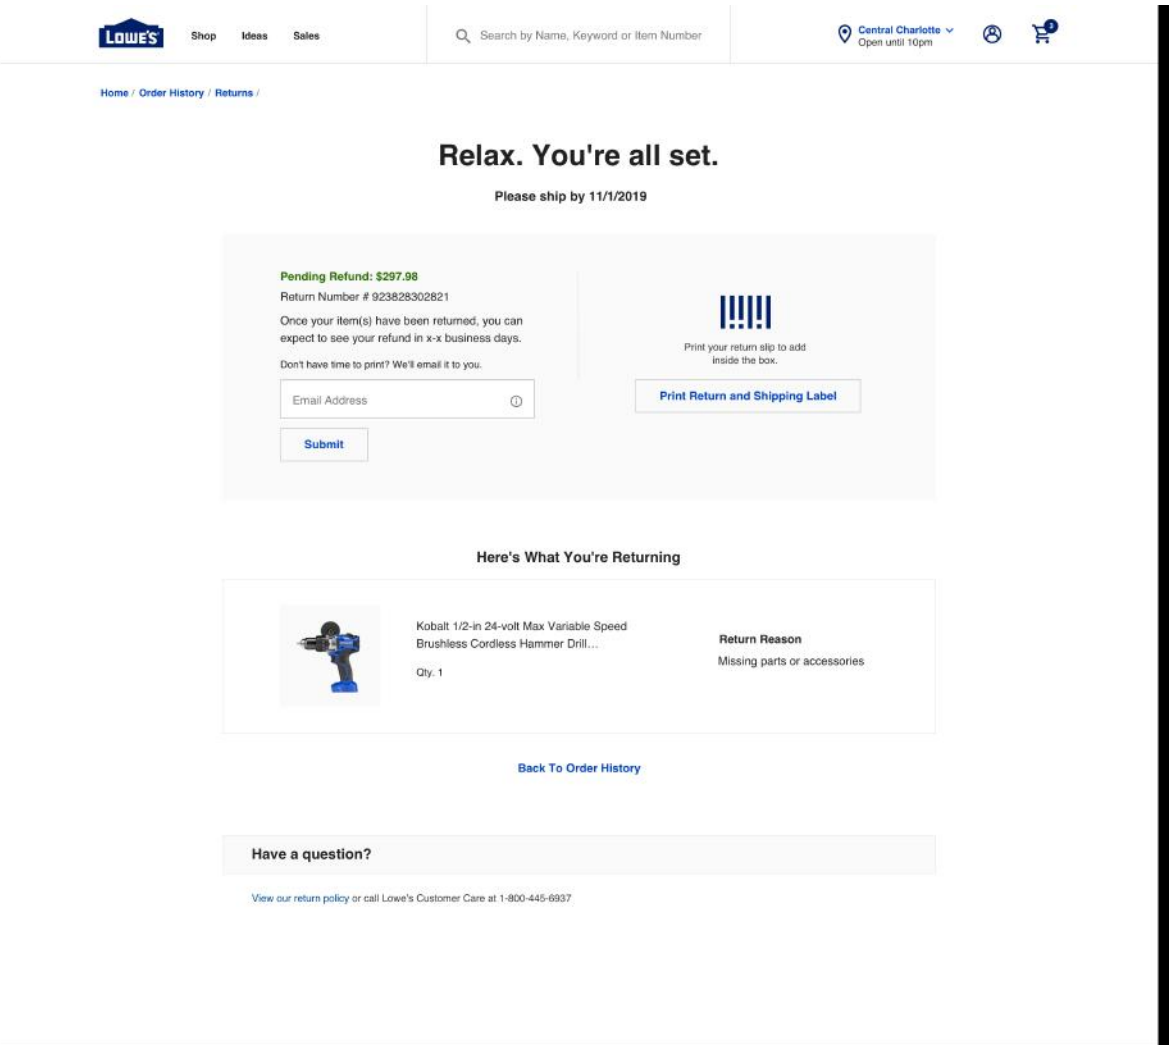 LOWE'S
Shop Ideas Sales
Search by Name, Keyword or Item Number
Central Charlotte
Open until 10pm
Home / Order History / Returns /
Relax. You're all set.
Please ship by 11/1/2019
Pending Refund: $297.98
Return Number # 923828302821
Once your item(s) have been returned, you can
expect to see your refund in x-x business days.
Don't have time to print? We'll email it to you.
Email Address
Submit
Print your return slip to add
inside the box.
Print Return and Shipping Label
Here's What You're Returning
Kobalt 1/2-in 24-volt Max Variable Speed
Brushless Cordless Hammer Drill...
Qty. 1
Return Reason
Missing parts or accessories
Back To Order History
Have a question?
View our return policy or call Lowe's Customer Care at 1-800-445-6937